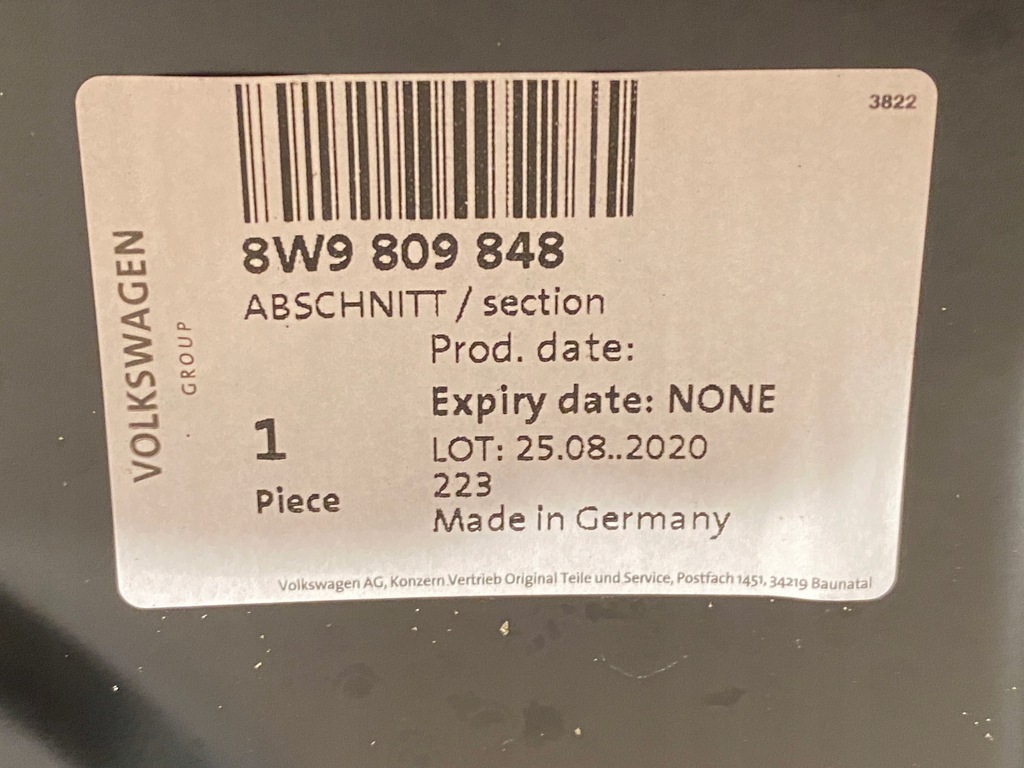 3822
VOLKSWAGEN
GROUP
8W9 809 848
ABSCHNITT / section
Prod. date:
Expiry date: NONE
1
Piece
LOT: 25.08..2020
223
Made in Germany
Volkswagen AG, Konzern Vertrieb Original Teile und Service, Postfach 1451, 34219 Baunatal